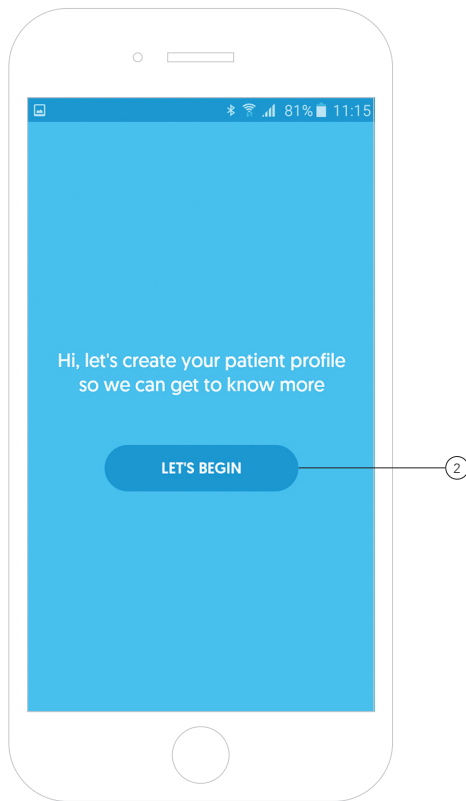 81% 11:15
Hi, let's create your patient profile
so we can get to know more
LET'S BEGIN
2